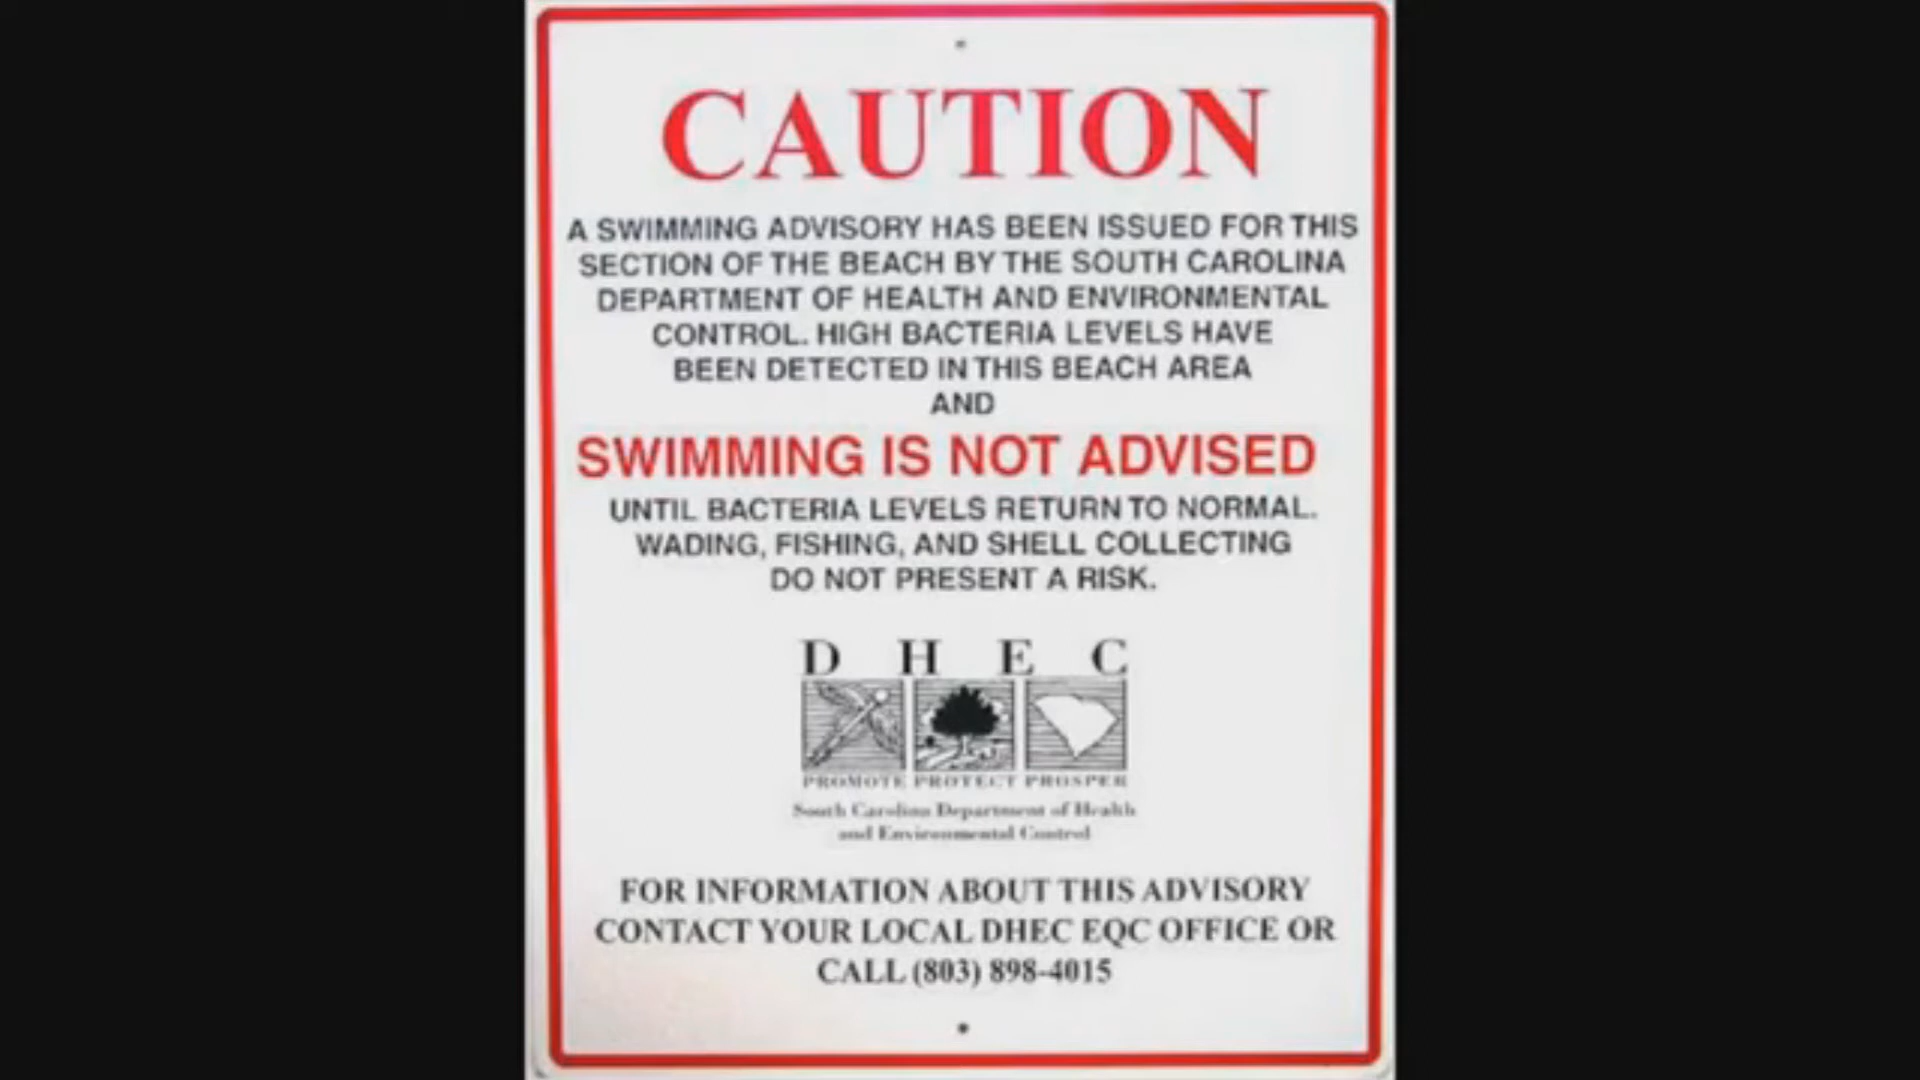 CAUTION
A SWIMMING ADVISORY HAS BEEN ISSUED FOR THIS
SECTION OF THE BEACH BY THE SOUTH CAROLINA
DEPARTMENT OF HEALTH AND ENVIRONMENTAL
CONTROL. HIGH BACTERIA LEVELS HAVE
BEEN DETECTED IN THIS BEACH AREA
AND
SWIMMING IS NOT ADVISED
UNTIL BACTERIA LEVELS RETURN TO NORMAL.
WADING, FISHING, AND SHELL COLLECTING
DO NOT PRESENT A RISK.
D H E C
PROMOTE PROTECT PROSPER
South Carolina Department of Health
and Environmental Control
FOR INFORMATION ABOUT THIS ADVISORY
CONTACT YOUR LOCAL DHEC EQC OFFICE OR
CALL (803) 898-4015